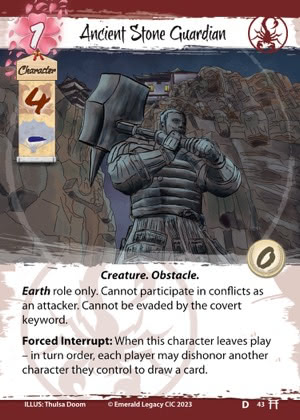 1
Ancient Stone Guardian
Character
4
-
0
Creature. Obstacle.
Earth role only. Cannot participate in conflicts as
an attacker. Cannot be evaded by the covert
keyword.
Forced Interrupt: When this character leaves play
– in turn order, each player may dishonor another
character they control to draw a card.
ILLUS: Thulsa Doom
© Emerald Legacy CIC 2023
D
43